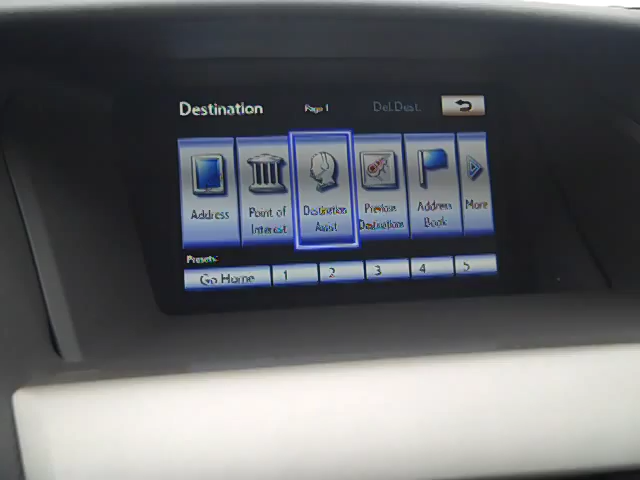 Destination Page 1 Del.Dest.
Address
Point of
Interest
Destination
Assist
Previous
Destinations
Address
Book
More
Presets:
Go Home 1 2 3 4 5